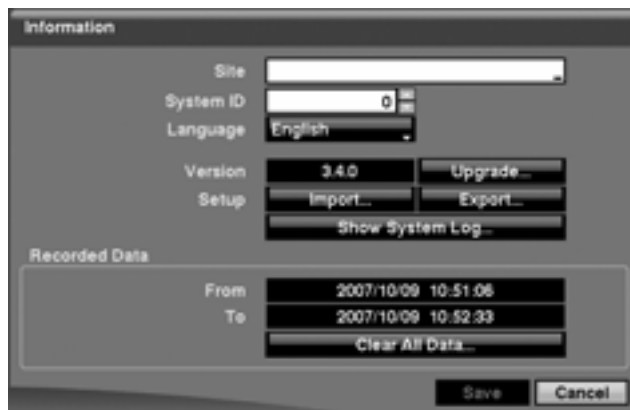 Information
Site
System ID 0
Language English
Version 3.4.0 Upgrade...
Setup Import... Export...
Show System Log...
Recorded Data
From 2007/10/09 10:51:06
To 2007/10/09 10:52:33
Clear All Data...
Save Cancel